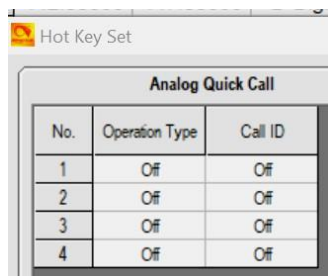 Hot Key Set
Analog Quick Call
No. Operation Type Call ID
1 Off Off
2 Off Off
3 Off Off
4 Off Off